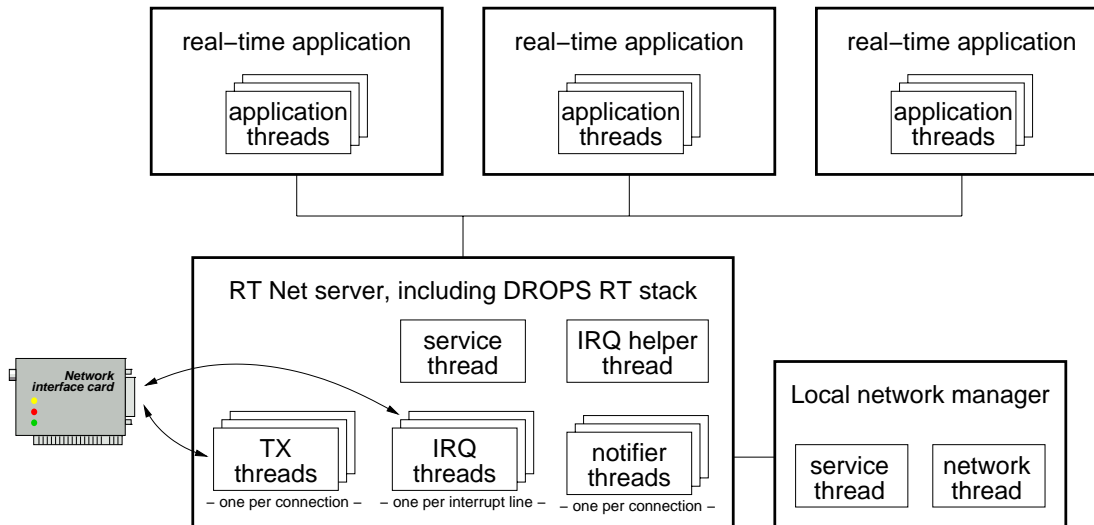 real−time application
application
threads
real−time application
application
threads
real−time application
application
threads
RT Net server, including DROPS RT stack
service
thread
IRQ helper
thread
Network
interface card
TX
threads
− one per connection −
IRQ
threads
− one per interrupt line −
notifier
threads
− one per connection −
Local network manager
service
thread
network
thread